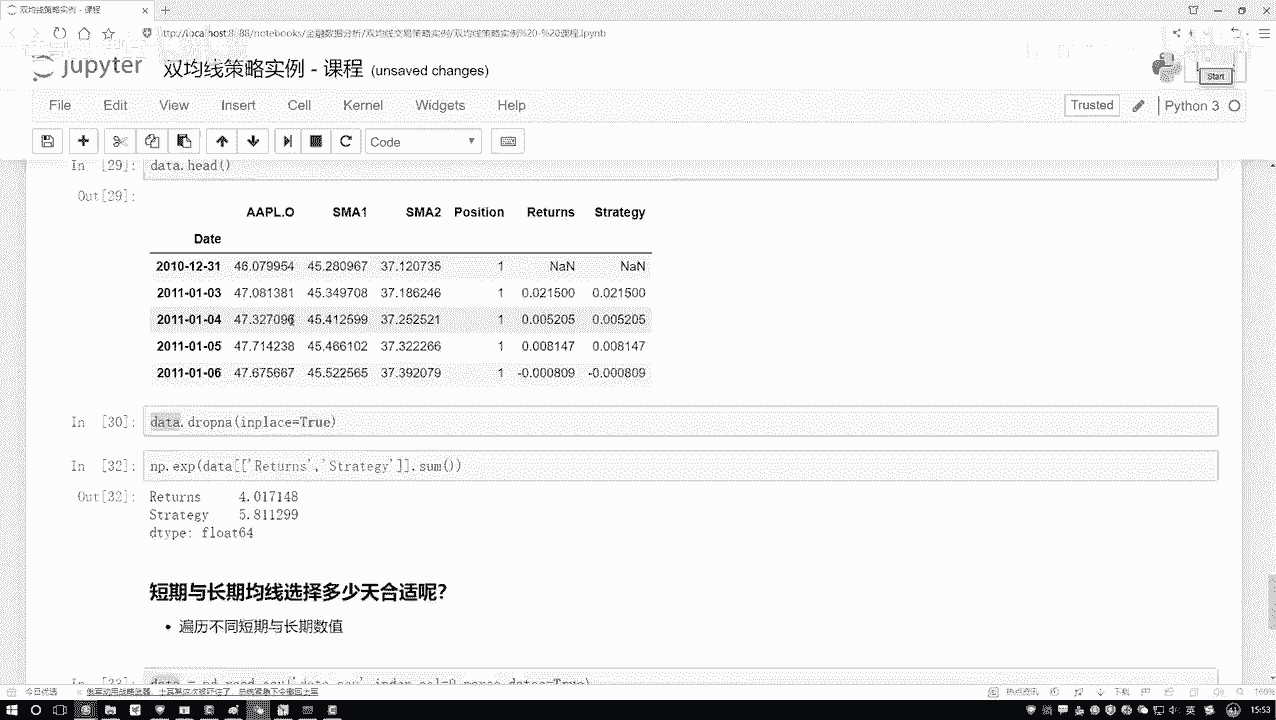 双均线策略实例 - 课程
ttp://localhost:8888/notebooks/金融数据分析/双均线交易策略实例/双均线策略实例%20-%20课程.ipynb
jupyter 双均线策略实例 - 课程 (unsaved changes)
Start
File Edit View Insert Cell Kernel Widgets Help
Trusted Python 3
Code
In [29]: data.head()
Out[29]:
AAPL.O SMA1 SMA2 Position Returns Strategy
Date
2010-12-31 46.079954 45.280967 37.120735 1 NaN NaN
2011-01-03 47.081381 45.349708 37.186246 1 0.021500 0.021500
2011-01-04 47.327096 45.412599 37.252521 1 0.005205 0.005205
2011-01-05 47.714238 45.466102 37.322266 1 0.008147 0.008147
2011-01-06 47.675667 45.522565 37.392079 1 -0.000809 -0.000809
In [30]: data.dropna(inplace=True)
In [32]: np.exp(data[['Returns','Strategy']].sum())
Out[32]: Returns 4.017148
Strategy 5.811299
dtype: float64
短期与长期均线选择多少天合适呢?
• 遍历不同短期与长期数值
In [33]: data = pd.read_csv('data.csv',index_col=0,parse_dates=True)
今日优选
热点资讯
下载
160%
英
15:53